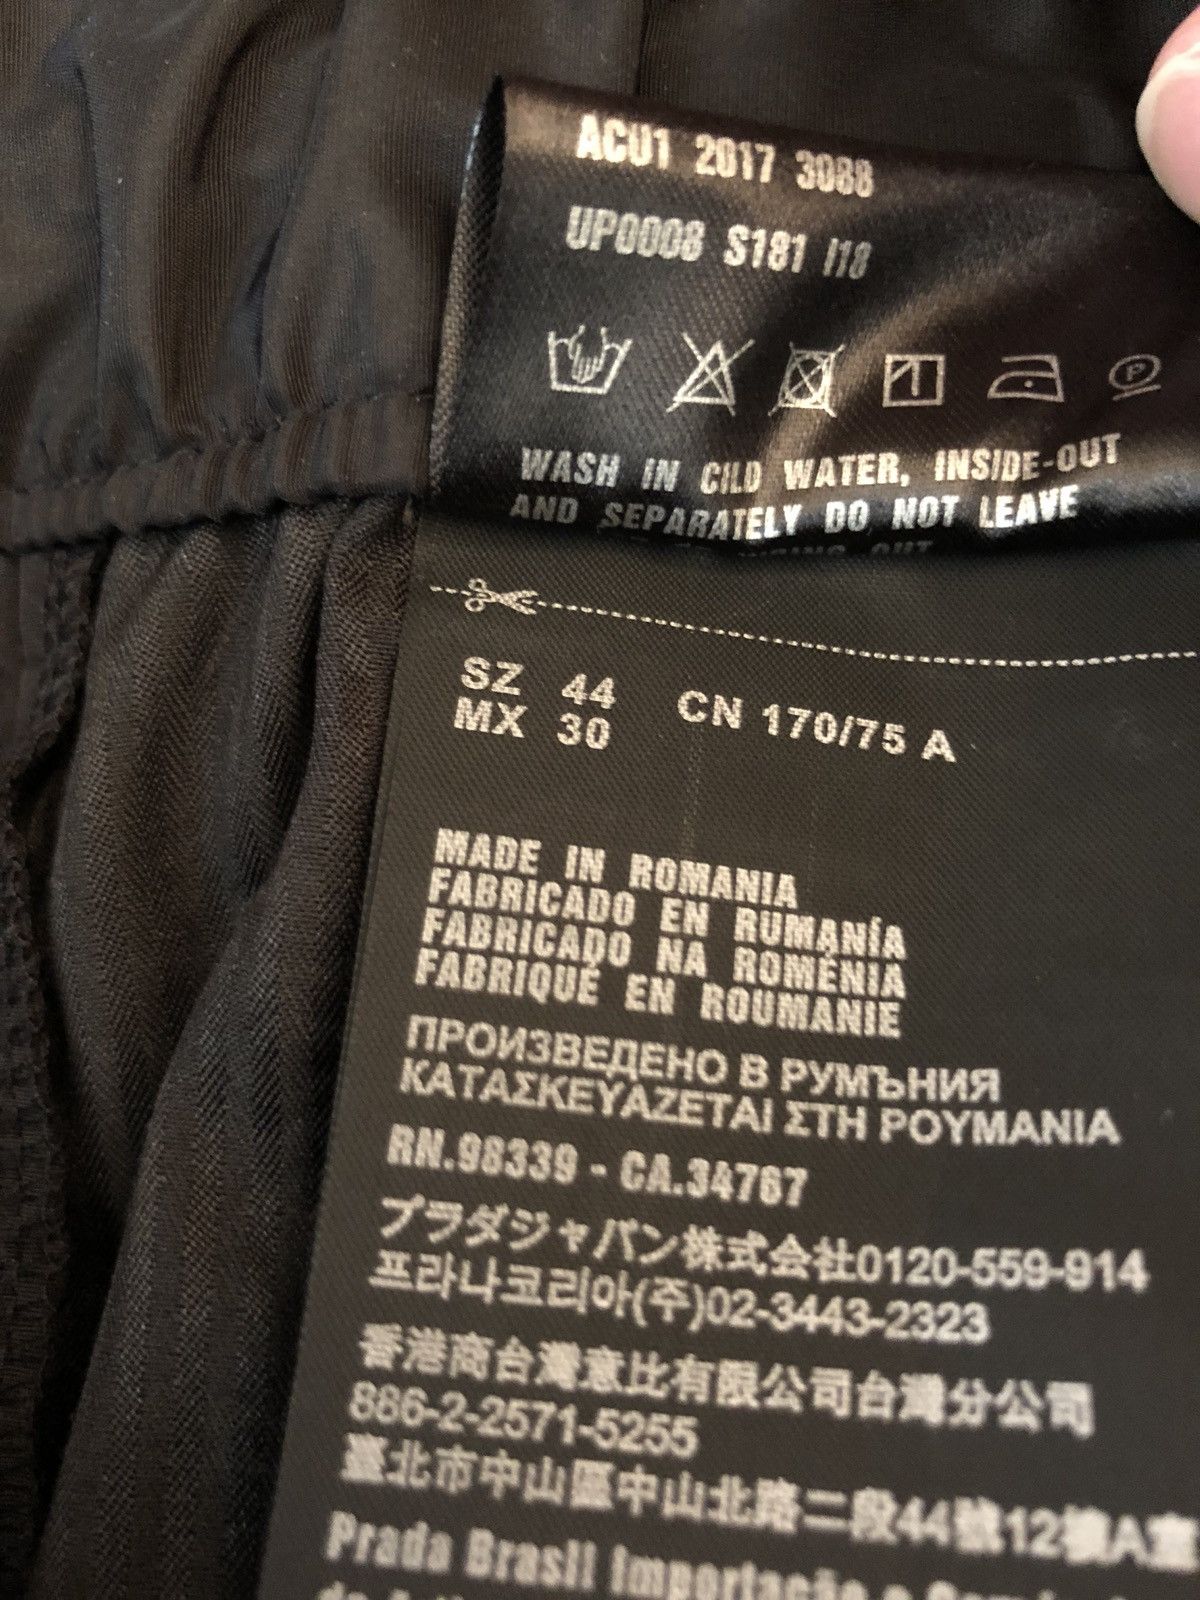 ACU1 2017 3088
UP0008 S181 I18
P
WASH IN CILD WATER, INSIDE-OUT
AND SEPARATELY DO NOT LEAVE
OUT
SZ 44 CN 170/75 A
MX 30
MADE IN ROMANIA
FABRICADO EN RUMANÍA
FABRICADO NA ROMÉNIA
FABRIQUÉ EN ROUMANIE
ПРОИЗВЕДЕНО В РУМЪНИЯ
ΚΑΤΑΣΚΕΥΑΖΕΤΑΙ ΣΤΗ ΡΟΥΜΑΝΙΑ
RN.98339 - CA.34767
プラダジャパン株式会社0120-559-914
프라나코리아(주)02-3443-2323
香港商台灣意比有限公司台灣分公司
886-2-2571-5255
臺北市中山區中山北路二段44號12樓A室
Prada Brasil Importação e